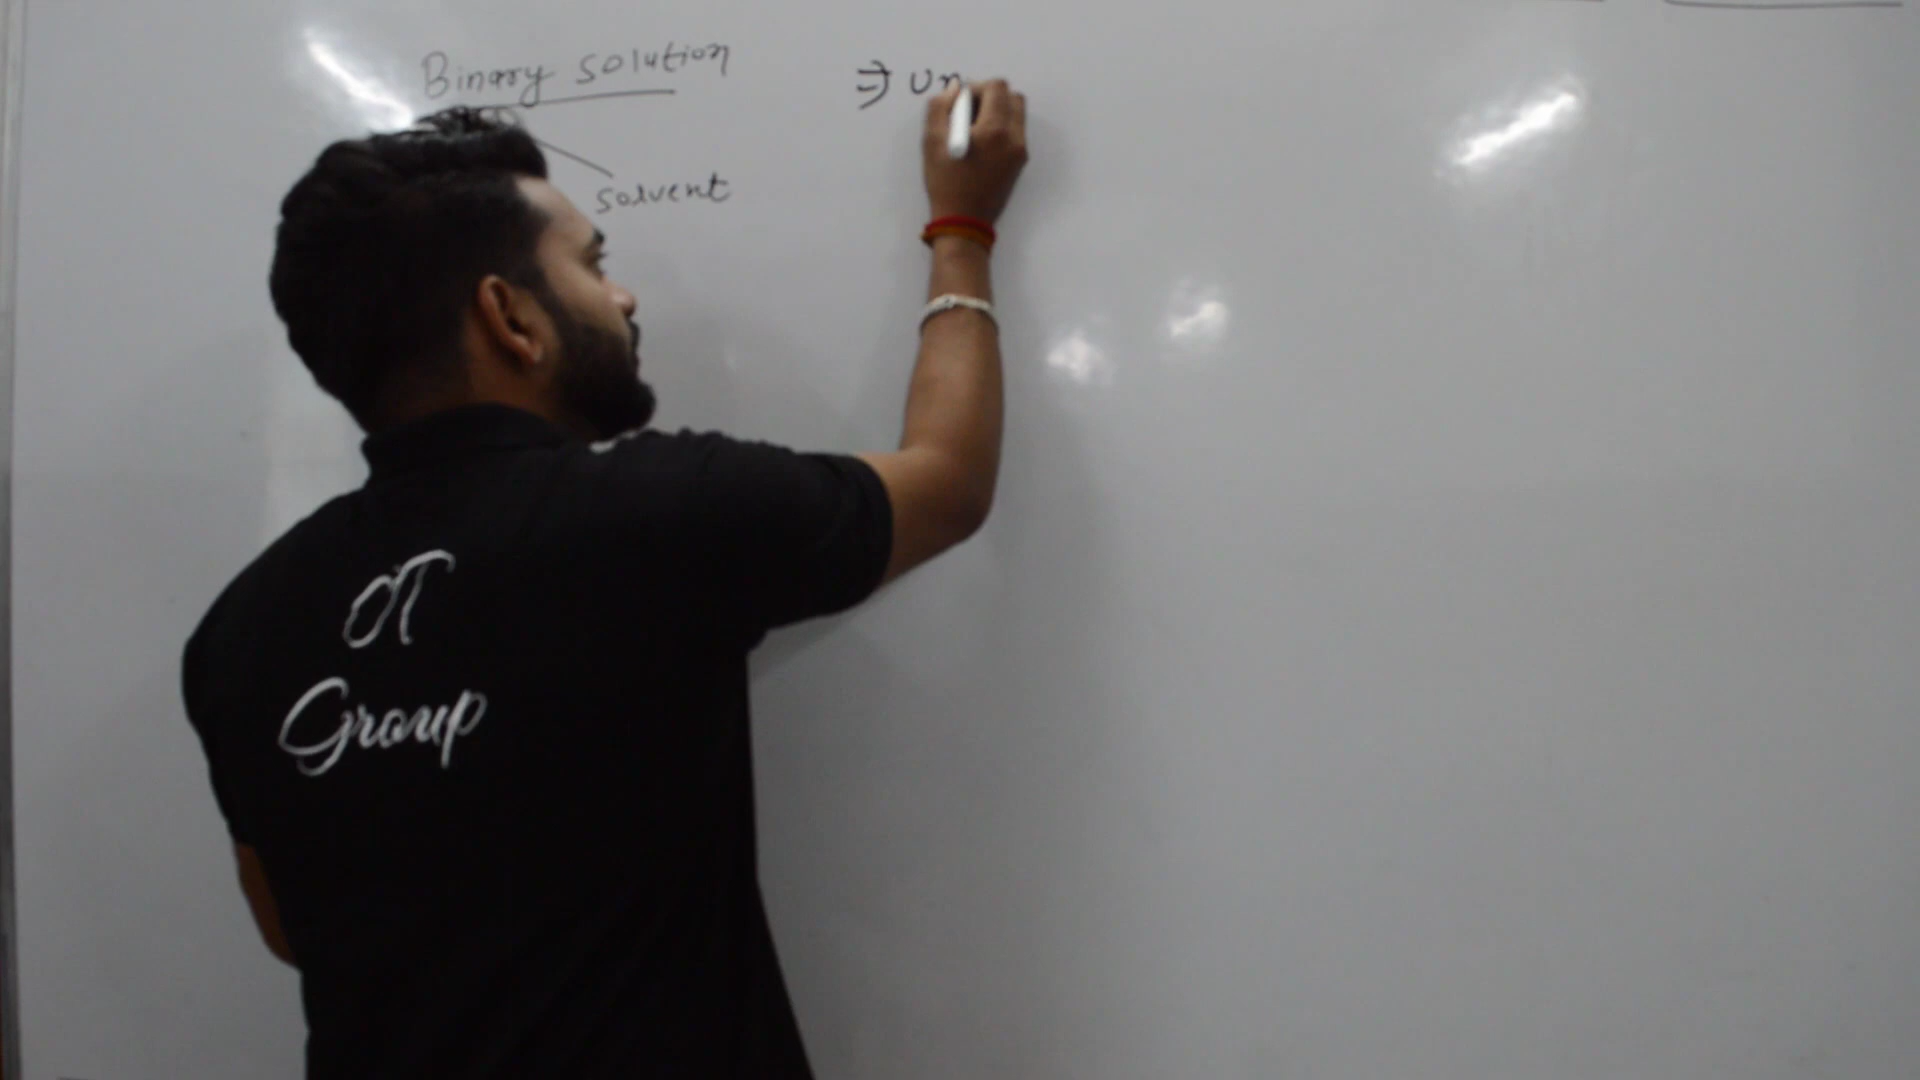 Binary solution
⇒ Un
solvent
OT
Group